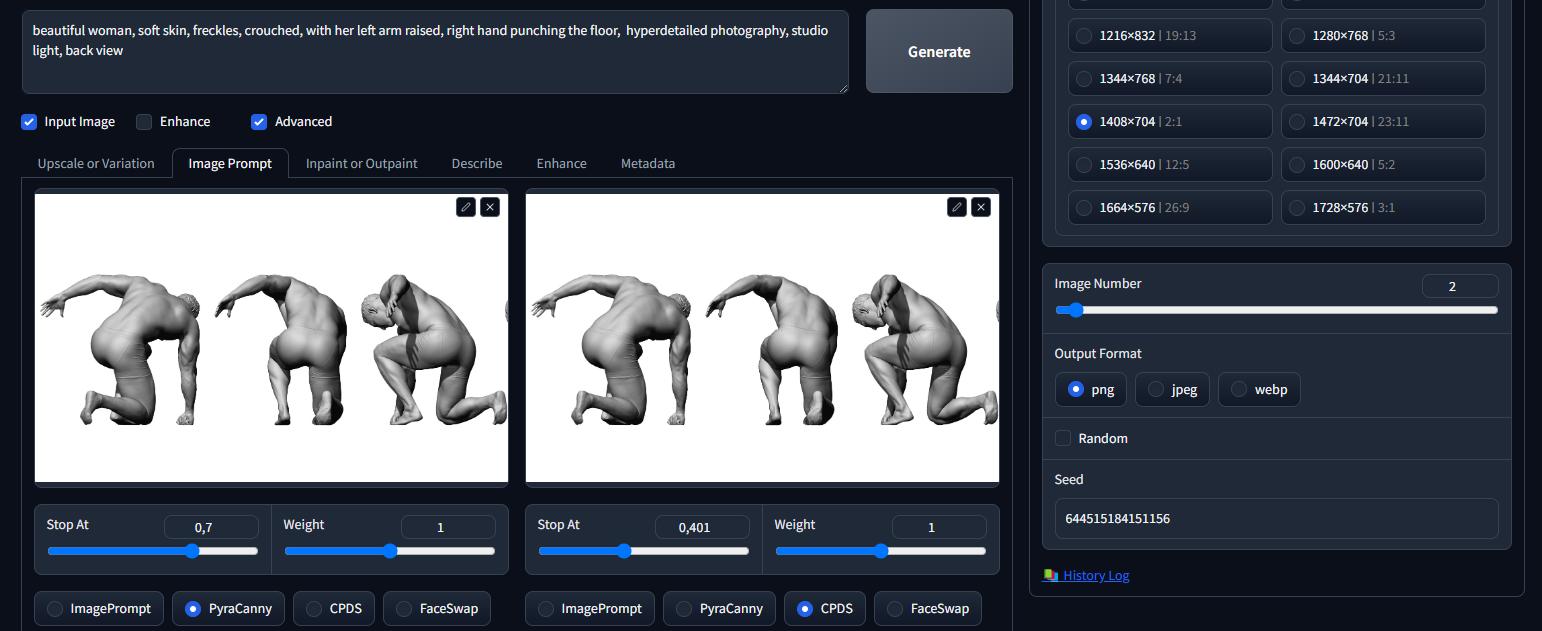 beautiful woman, soft skin, freckles, crouched, with her left arm raised, right hand punching the floor,  hyperdetailed photography, studio
light, back view
Generate
Input Image
Enhance
Advanced
Upscale or Variation
Image Prompt
Inpaint or Outpaint
Describe
Enhance
Metadata
Stop At
0,7
Weight
1
Stop At
0,401
Weight
1
ImagePrompt
PyraCanny
CPDS
FaceSwap
ImagePrompt
PyraCanny
CPDS
FaceSwap
1216×832 | 19:13
1280×768 | 5:3
1344×768 | 7:4
1344×704 | 21:11
1408×704 | 2:1
1472×704 | 23:11
1536×640 | 12:5
1600×640 | 5:2
1664×576 | 26:9
1728×576 | 3:1
Image Number
2
Output Format
png
jpeg
webp
Random
Seed
644515184151156
History Log